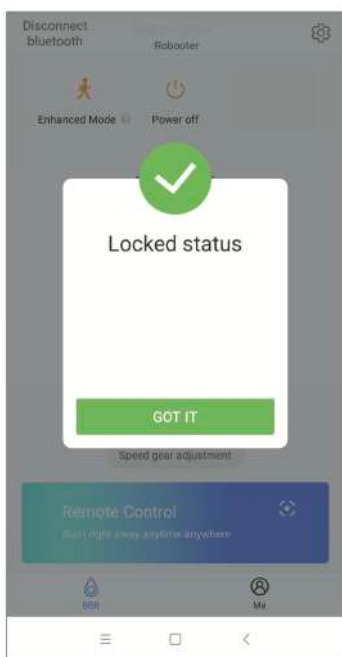 Disconnect
bluetooth
Robooter
Enhanced Mode
Power off
Locked status
GOT IT
Speed gear adjustment
Remote Control
Start right away anytime anywhere
Me